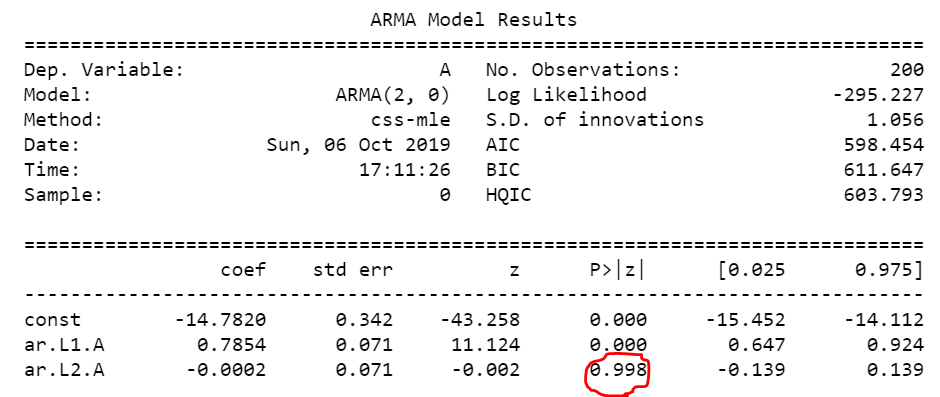 ARMA Model Results
==============================================================================
Dep. Variable: A No. Observations: 200
Model: ARMA(2, 0) Log Likelihood -295.227
Method: css-mle S.D. of innovations 1.056
Date: Sun, 06 Oct 2019 AIC 598.454
Time: 17:11:26 BIC 611.647
Sample: 0 HQIC 603.793
==============================================================================
coef std err z P>|z| [0.025 0.975]
------------------------------------------------------------------------------
const -14.7820 0.342 -43.258 0.000 -15.452 -14.112
ar.L1.A 0.7854 0.071 11.124 0.000 0.647 0.924
ar.L2.A -0.0002 0.071 -0.002 0.998 -0.139 0.139